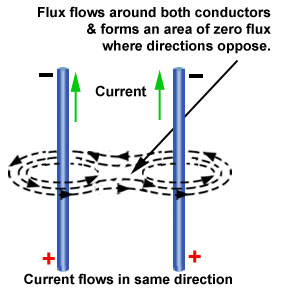 Flux flows around both conductors
& forms an area of zero flux
where directions oppose.
– –
Current
+ +
Current flows in same direction